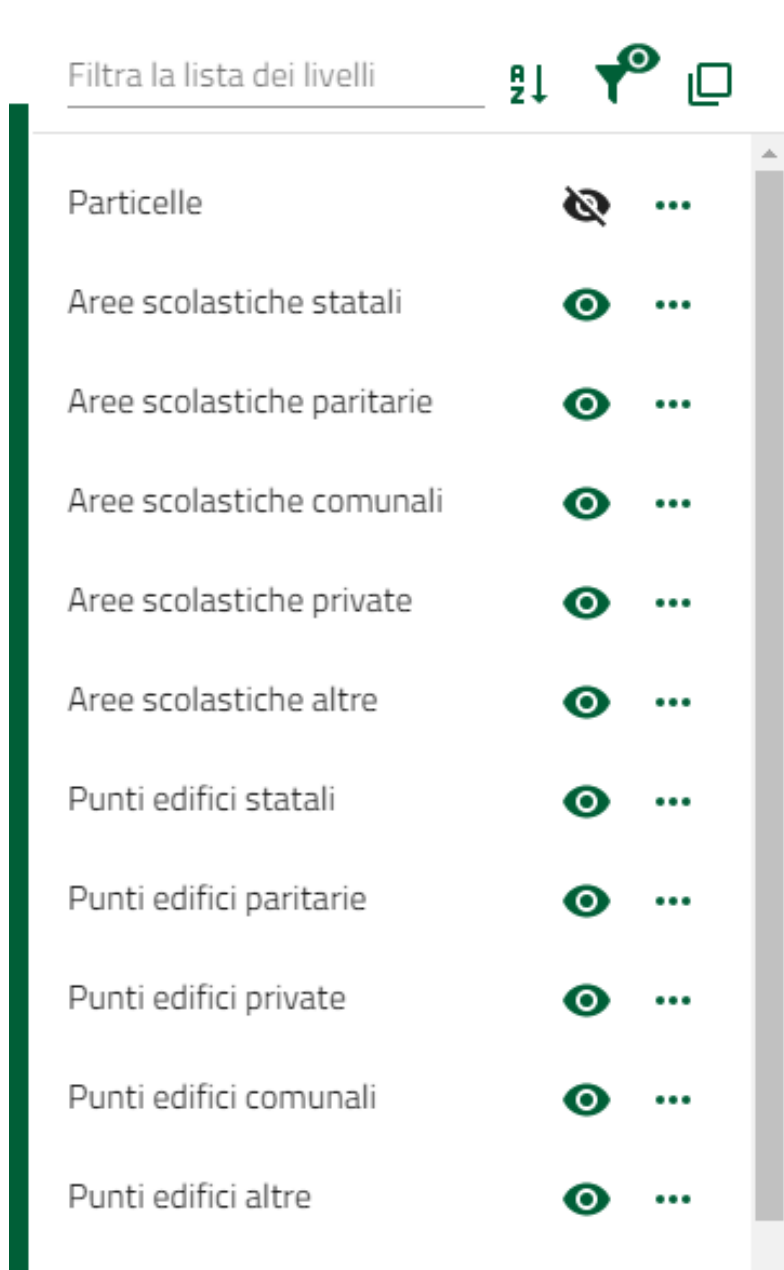 Filtra la lista dei livelli
Particelle
Aree scolastiche statali
Aree scolastiche paritarie
Aree scolastiche comunali
Aree scolastiche private
Aree scolastiche altre
Punti edifici statali
Punti edifici paritarie
Punti edifici private
Punti edifici comunali
Punti edifici altre